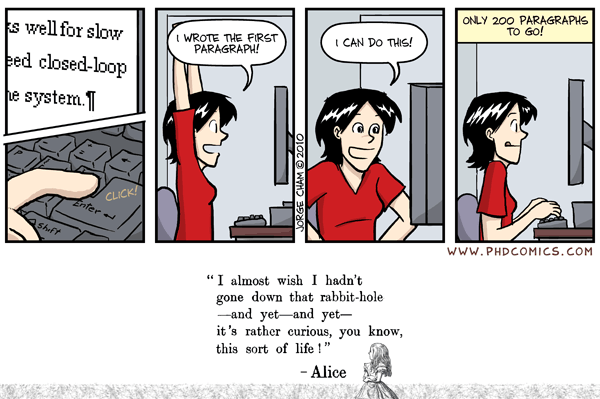 ks well for slow
eed closed-loop
he system.¶
CLICK!
Enter
Shift
I WROTE THE FIRST
PARAGRAPH!
I CAN DO THIS!
ONLY 200 PARAGRAPHS
TO GO!
JORGE CHAM © 2010
WWW.PHDCOMICS.COM
"I almost wish I hadn't
gone down that rabbit-hole
—and yet—and yet—
it's rather curious, you know,
this sort of life!"
- Alice